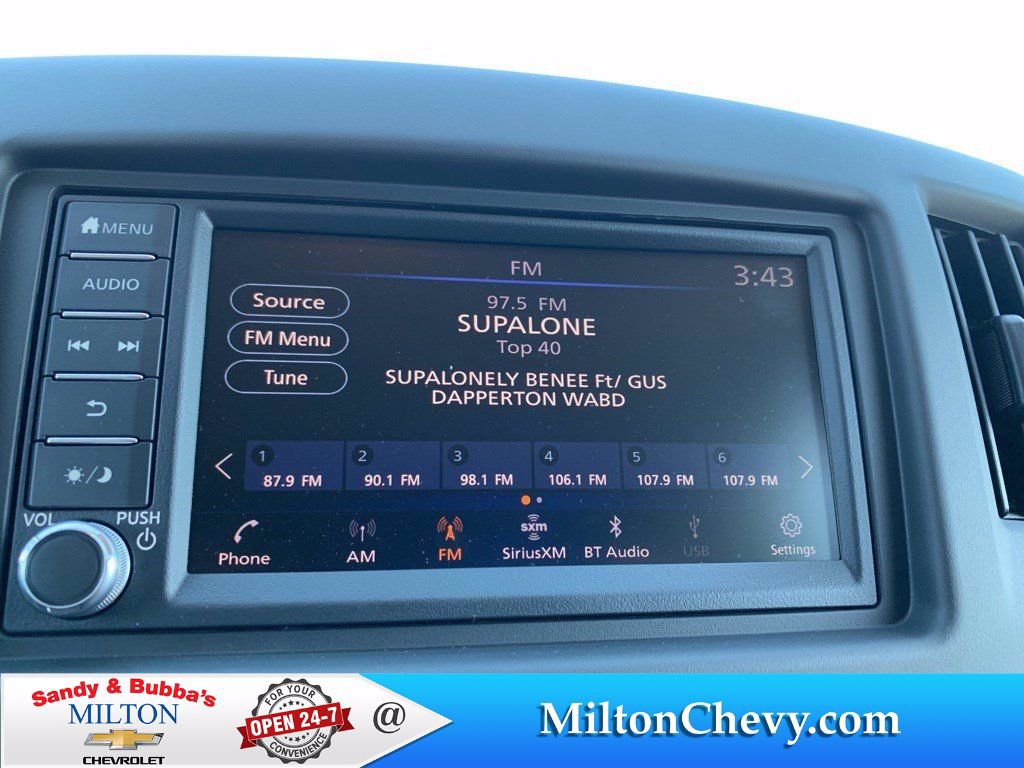 MENU
AUDIO
VOL
PUSH
FM
3:43
Source
FM Menu
Tune
97.5 FM
SUPALONE
Top 40
SUPALONELY BENEE Ft/ GUS
DAPPERTON WABD
1 87.9 FM
2 90.1 FM
3 98.1 FM
4 106.1 FM
5 107.9 FM
6 107.9 FM
Phone
AM
FM
sxm
SiriusXM
BT Audio
USB
Settings
Sandy & Bubba's
MILTON
CHEVROLET
FOR YOUR
OPEN 24-7
CONVENIENCE
@
MiltonChevy.com